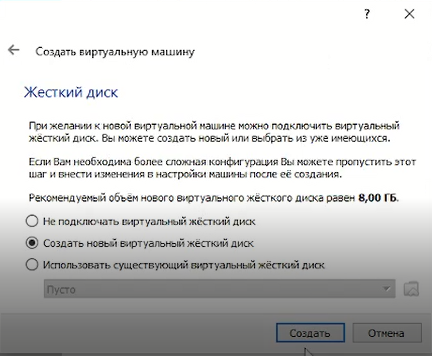 ?
Создать виртуальную машину
Жесткий диск
При желании к новой виртуальной машине можно подключить виртуальный
жёсткий диск. Вы можете создать новый или выбрать из уже имеющихся.
Если Вам необходима более сложная конфигурация Вы можете пропустить этот
шаг и внести изменения в настройки машины после её создания.
Рекомендуемый объём нового виртуального жёсткого диска равен 8,00 ГБ.
Не подключать виртуальный жёсткий диск
Создать новый виртуальный жёсткий диск
Использовать существующий виртуальный жёсткий диск
Пусто
Создать
Отмена